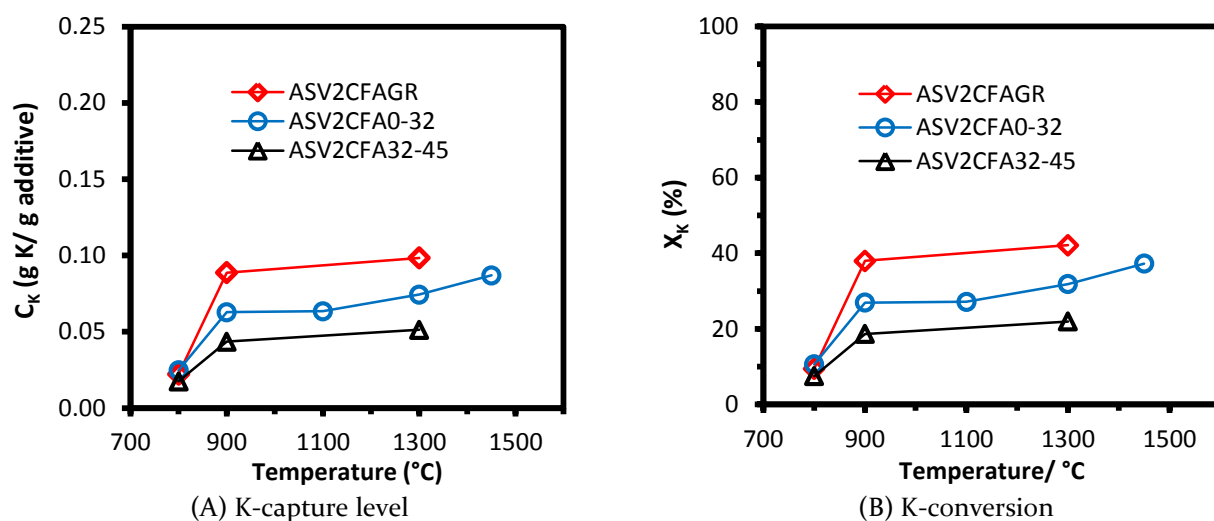 0.25
0.20
0.15
0.10
0.05
0.00
C_K (g K/ g additive)
ASV2CFAGR
ASV2CFA0-32
ASV2CFA32-45
700 900 1100 1300 1500
Temperature (°C)
(A) K-capture level
100
80
60
40
20
0
X_K (%)
ASV2CFAGR
ASV2CFA0-32
ASV2CFA32-45
700 900 1100 1300 1500
Temperature/ °C
(B) K-conversion